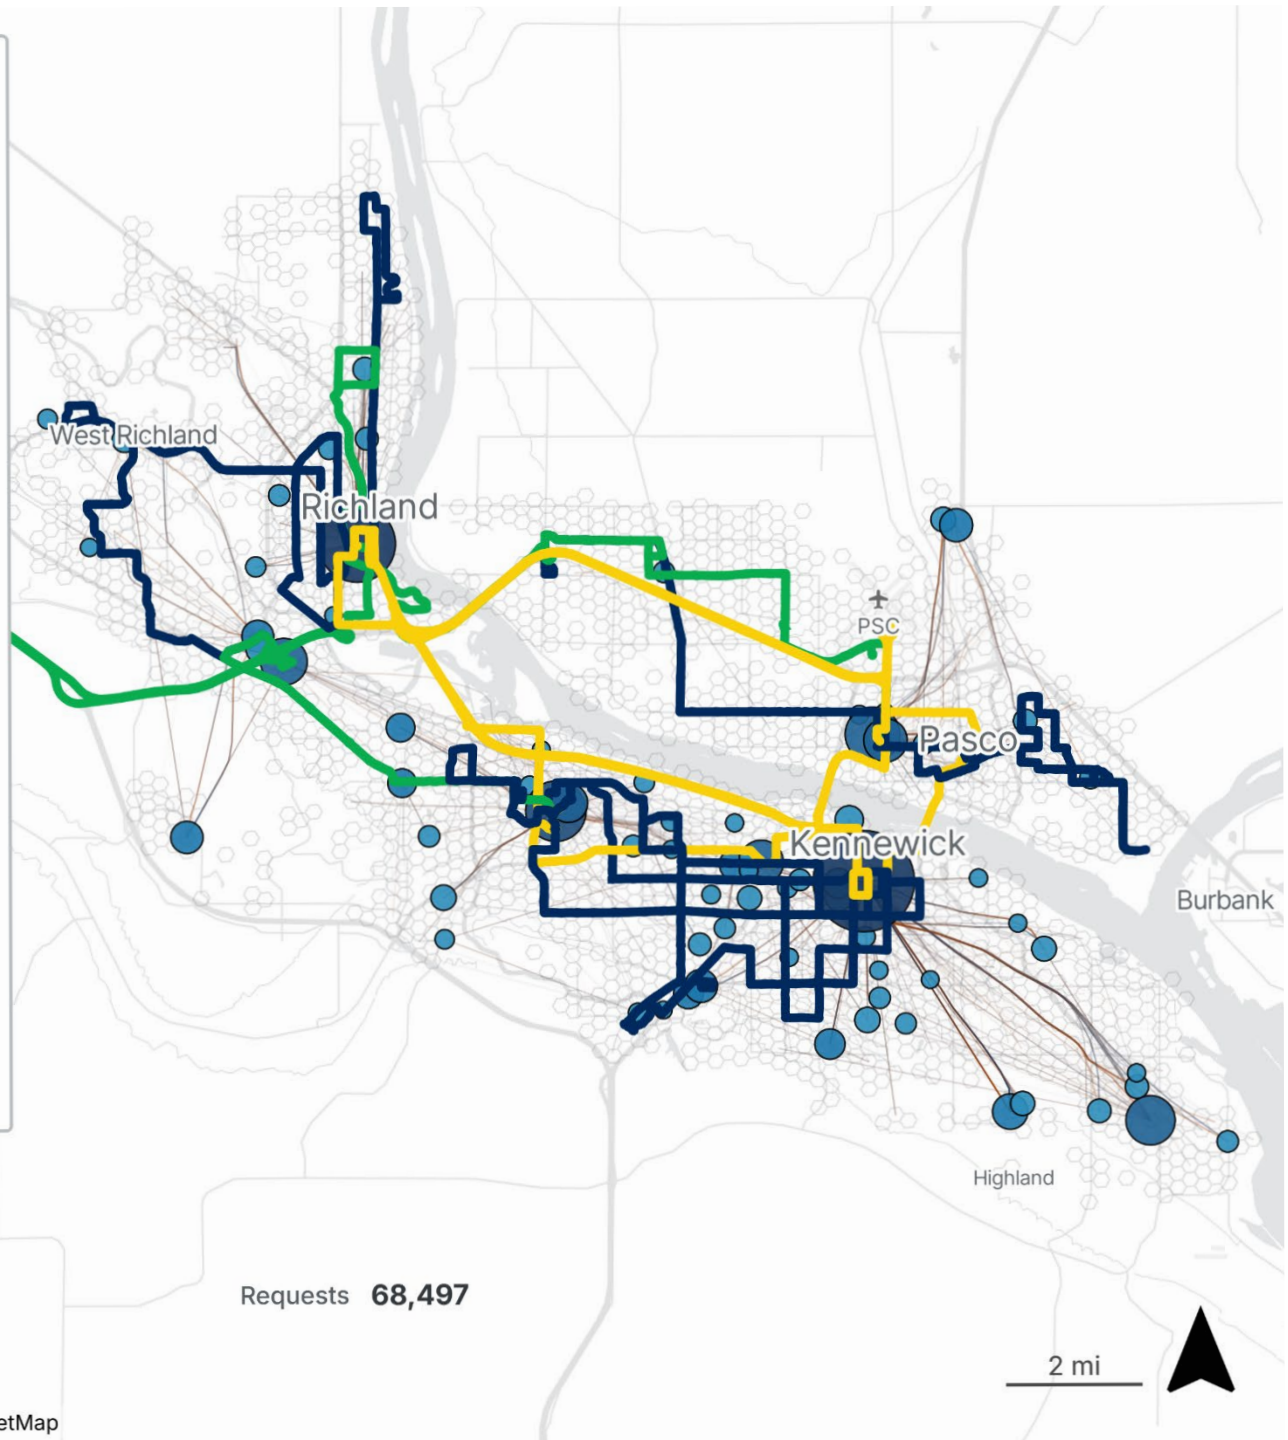 West Richland
Richland
PSC
Pasco
Kennewick
Burbank
Highland
Requests 68,497
2 mi
etMap